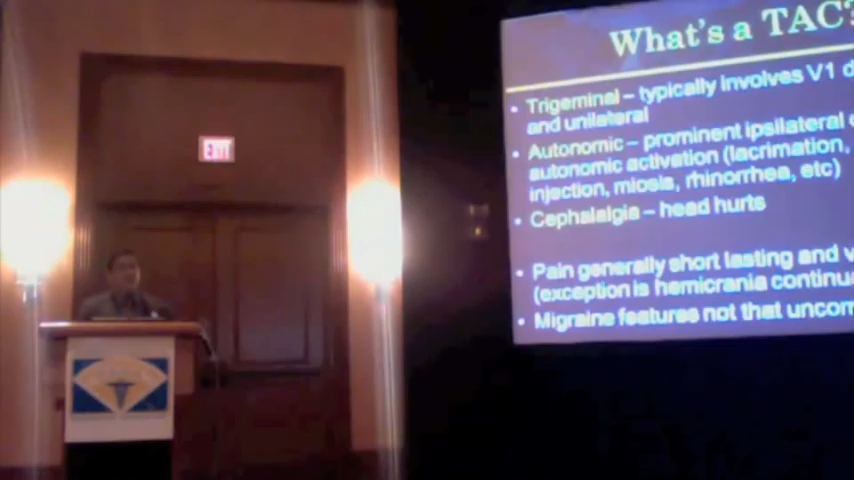 EXIT
What's a TAC?
• Trigeminal – typically involves V1 d
and unilateral
• Autonomic – prominent ipsilateral
autonomic activation (lacrimation,
injection, miosis, rhinorrhea, etc)
• Cephalalgia – head hurts
• Pain generally short lasting and
(exception is hemicrania continu
• Migraine features not that uncom